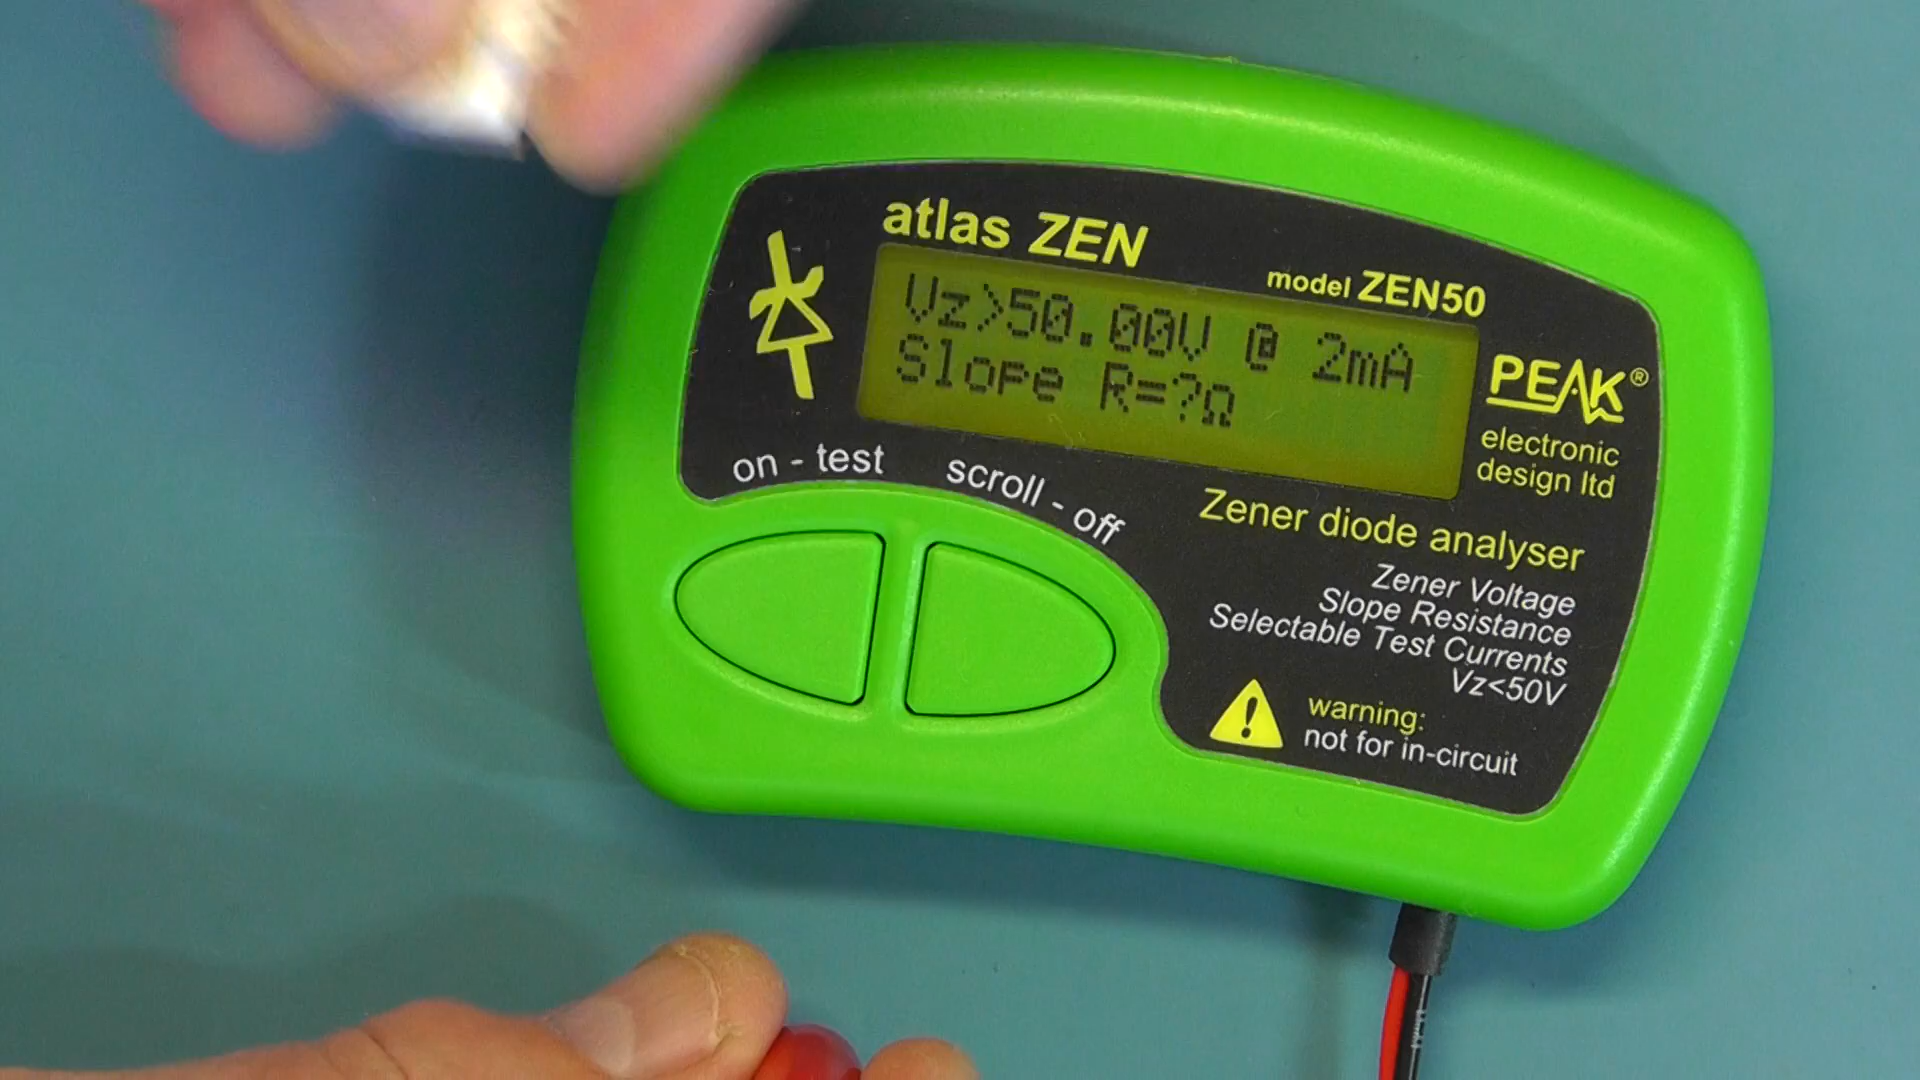 atlas ZEN
model ZEN50
Vz>50.00V @ 2mA
Slope R=?Ω
PEAK®
electronic
design ltd
on - test
scroll - off
Zener diode analyser
Zener Voltage
Slope Resistance
Selectable Test Currents
Vz<50V
warning:
not for in-circuit